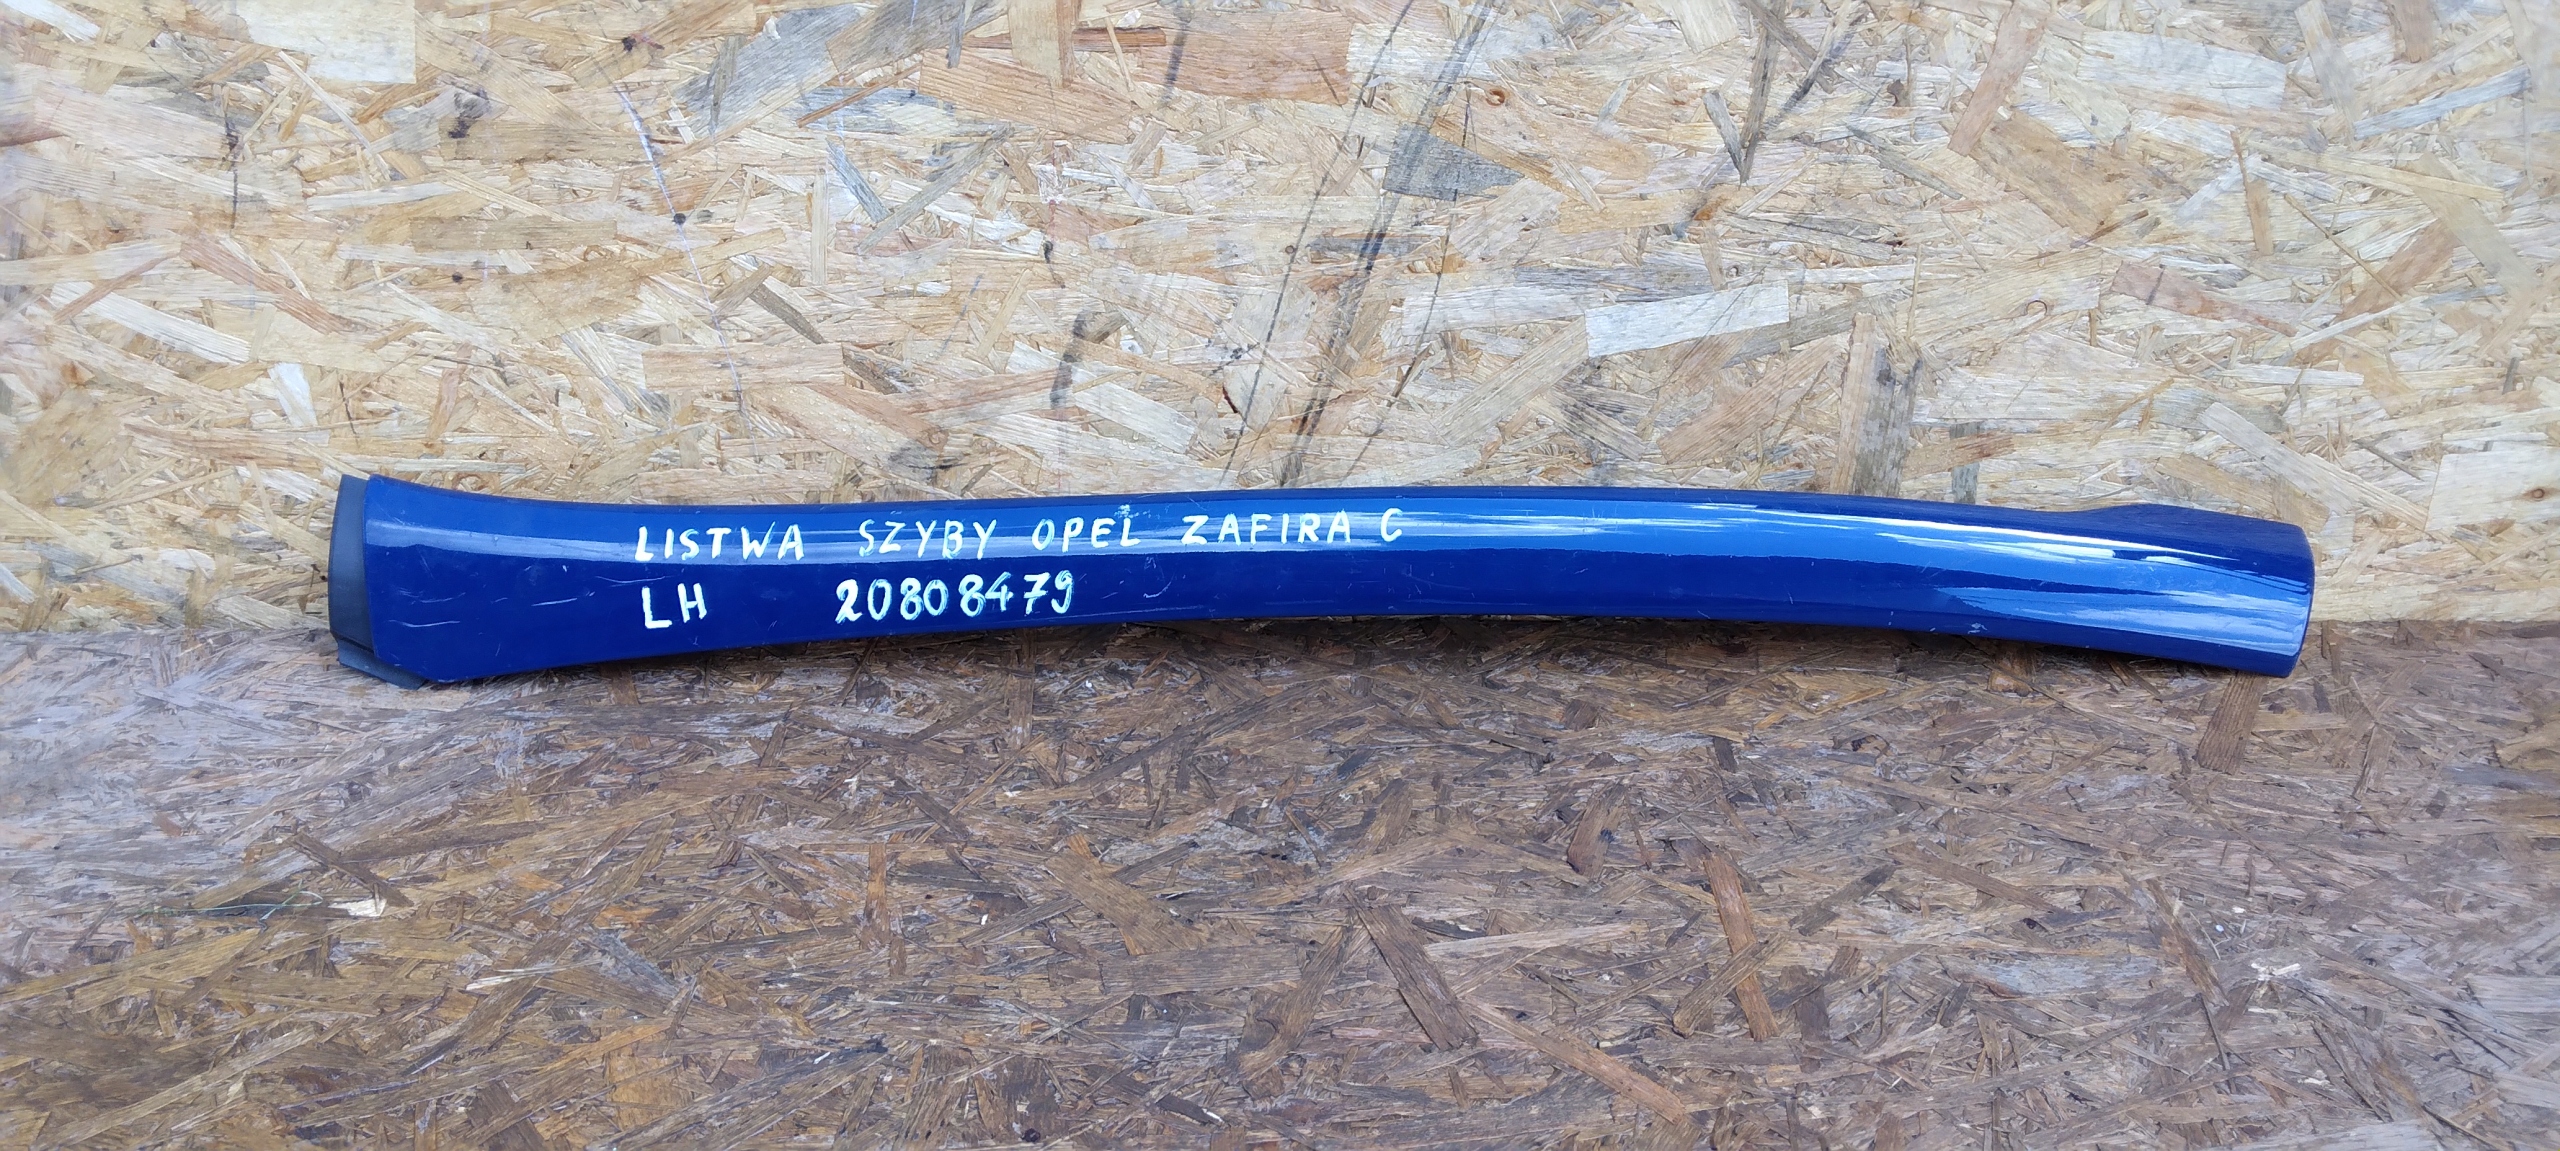 LISTWA SZYBY OPEL ZAFIRA C
LH 20808479